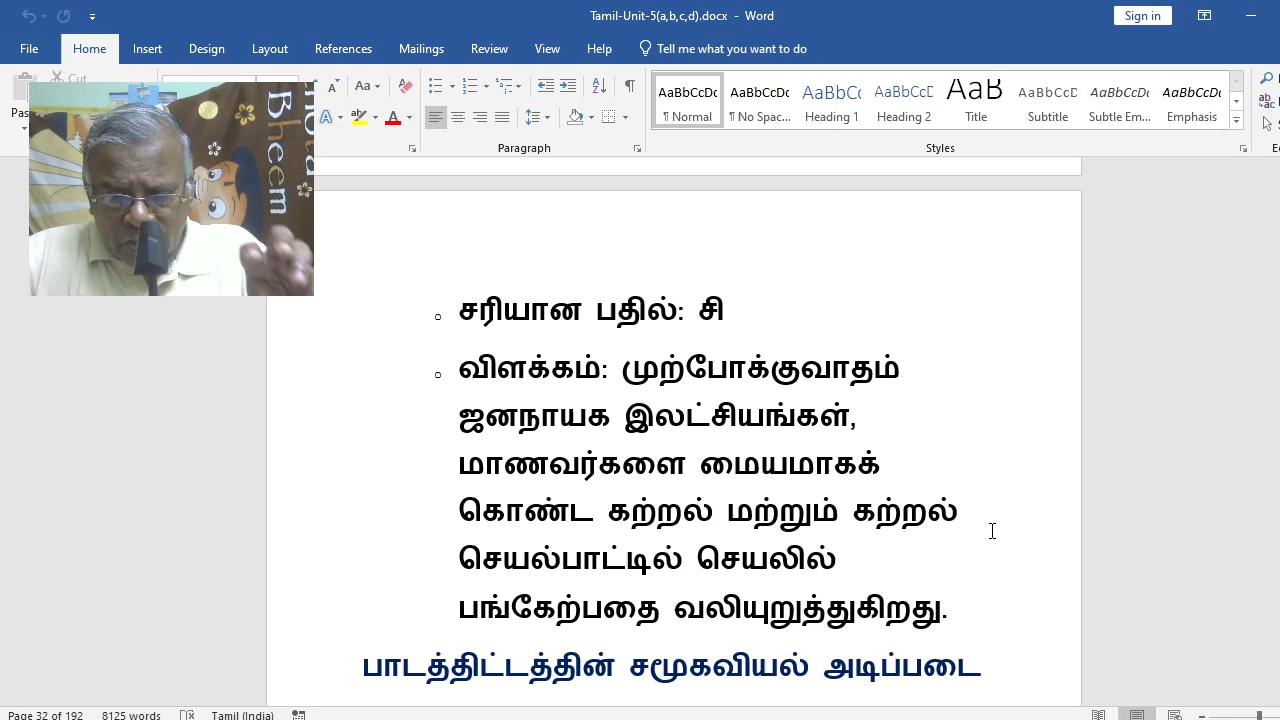 Tamil-Unit-5(a,b,c,d).docx - Word
Sign in
File Home Insert Design Layout References Mailings Review View Help Tell me what you want to do
Cut
Aa
AaBbCcDc AaBbCcDc AaBbCc AaBbCcD AaB AaBbCcD AaBbCcDc AaBbCcDc
¶ Normal ¶ No Spac... Heading 1 Heading 2 Title Subtitle Subtle Em... Emphasis
Paragraph Styles
Bheem
சரியான பதில்: சி
விளக்கம்: முற்போக்குவாதம்
ஜனநாயக இலட்சியங்கள்,
மாணவர்களை மையமாகக்
கொண்ட கற்றல் மற்றும் கற்றல்
செயல்பாட்டில் செயலில்
பங்கேற்பதை வலியுறுத்துகிறது.
பாடத்திட்டத்தின் சமூகவியல் அடிப்படை
Page 32 of 192 8125 words Tamil (India)